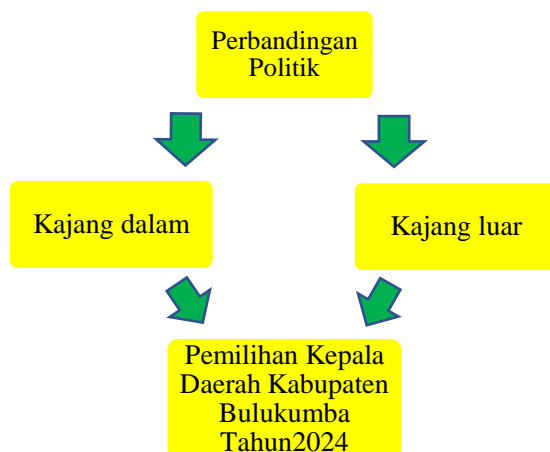 Perbandingan
Politik
Kajang dalam
Kajang luar
Pemilihan Kepala
Daerah Kabupaten
Bulukumba
Tahun2024